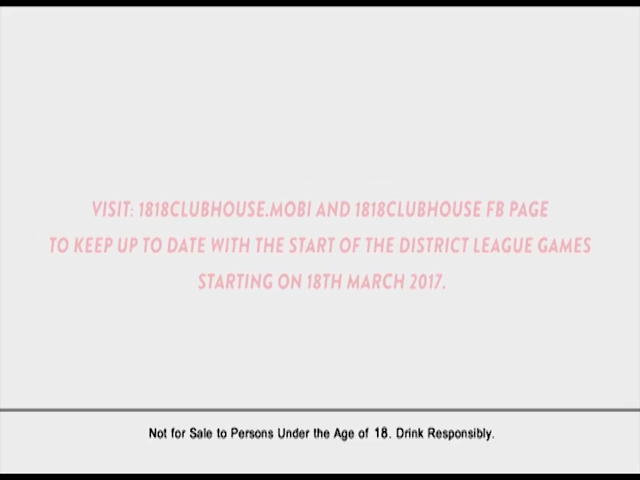 VISIT: 1818CLUBHOUSE.MOBI AND 1818CLUBHOUSE FB PAGE
TO KEEP UP TO DATE WITH THE START OF THE DISTRICT LEAGUE GAMES
STARTING ON 18TH MARCH 2017.
Not for Sale to Persons Under the Age of 18. Drink Responsibly.